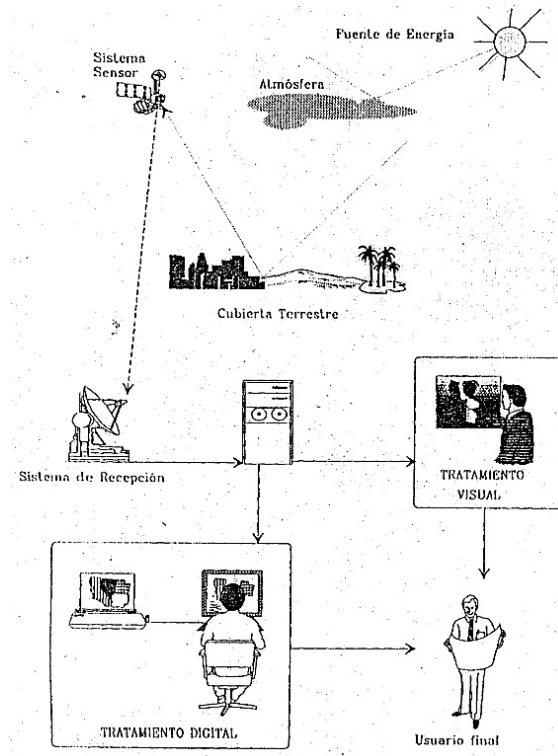 Fuente de Energía
Sistema
Sensor
Atmósfera
Cubierta Terrestre
Sistema de Recepción
TRATAMIENTO
VISUAL
TRATAMIENTO DIGITAL
Usuario final